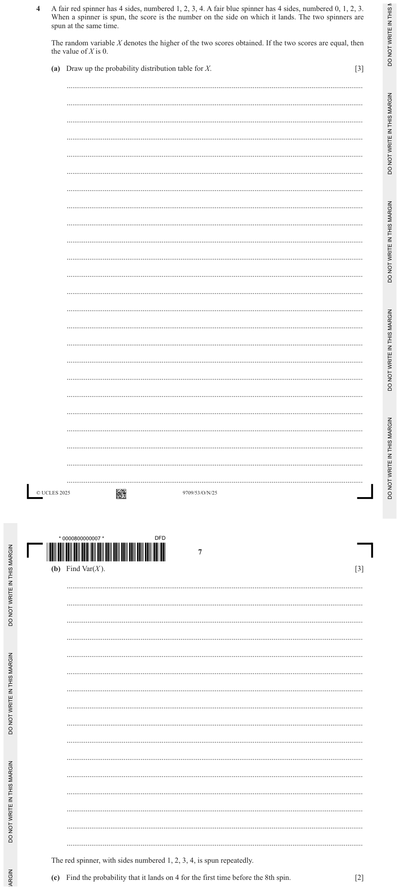 4 A fair red spinner has 4 sides, numbered 1, 2, 3, 4. A fair blue spinner has 4 sides, numbered 0, 1, 2, 3.
When a spinner is spun, the score is the number on the side on which it lands. The two spinners are
spun at the same time.
The random variable X denotes the higher of the two scores obtained. If the two scores are equal, then
the value of X is 0.
(a) Draw up the probability distribution table for X. [3]
DO NOT WRITE IN THIS M
DO NOT WRITE IN THIS MARGIN
DO NOT WRITE IN THIS MARGIN
DO NOT WRITE IN THIS MARGIN
DO NOT WRITE IN THIS MARGIN
© UCLES 2025
9709/53/O/N/25
DO NOT WRITE IN THIS MARGIN
DO NOT WRITE IN THIS MARGIN
DO NOT WRITE IN THIS MARGIN
ARGIN
* 0000800000007 *
DFD
7
(b) Find Var(X). [3]
The red spinner, with sides numbered 1, 2, 3, 4, is spun repeatedly.
(c) Find the probability that it lands on 4 for the first time before the 8th spin. [2]